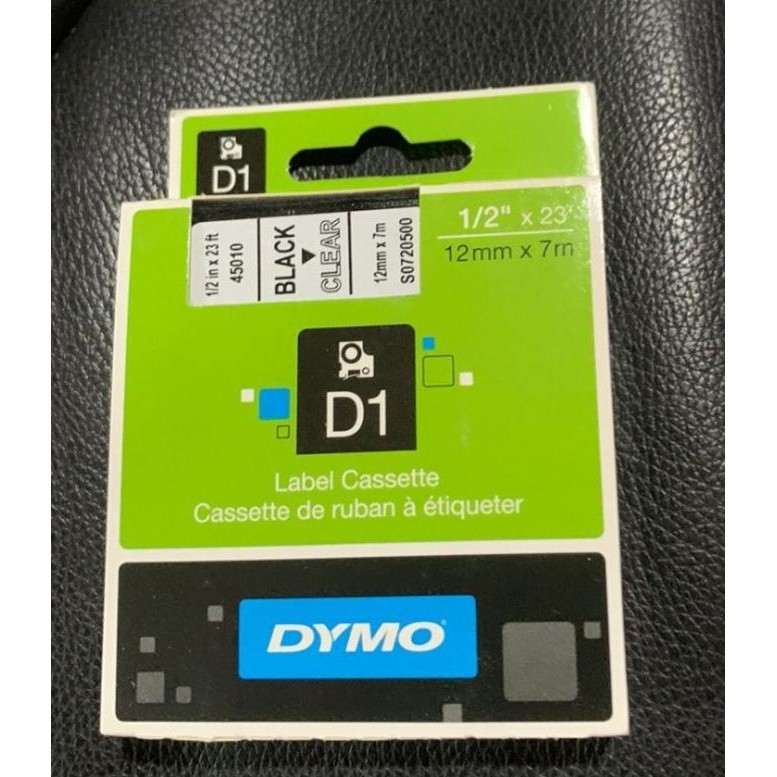 D1
1/2 in x 23 ft
45010
BLACK
CLEAR
12mm x 7m
S0720500
1/2" x 23'
12mm x 7m
D1
Label Cassette
Cassette de ruban à étiqueter
DYMO